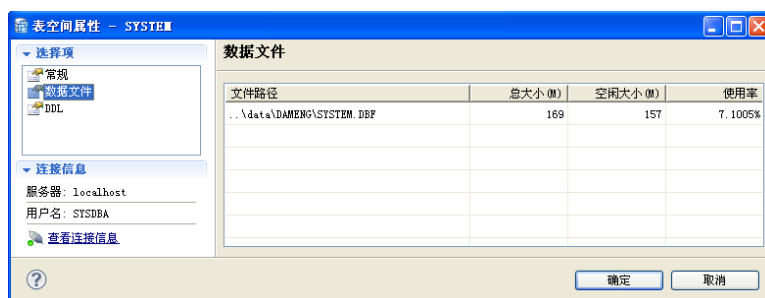 表空间属性 - SYSTEM
选择项
常规
数据文件
DDL
连接信息
服务器: localhost
用户名: SYSDBA
查看连接信息
数据文件
文件路径 总大小(M) 空闲大小(M) 使用率
..\data\DAMENG\SYSTEM.DBF 169 157 7.1005%
确定 取消